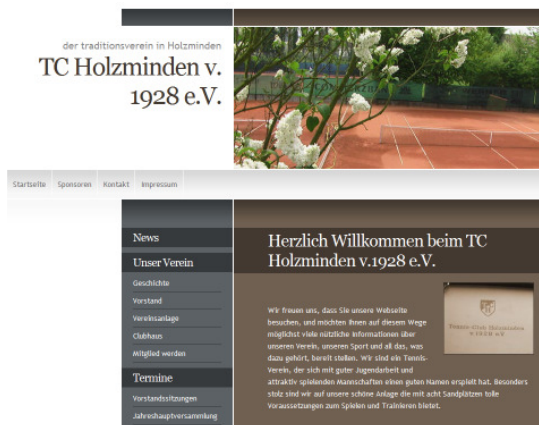 der traditionsverein in Holzminden
TC Holzminden v.
1928 e.V.
Startseite
Sponsoren
Kontakt
Impressum
News
Unser Verein
Geschichte
Vorstand
Vereinsanlage
Clubhaus
Mitglied werden
Termine
Vorstandssitzungen
Jahreshauptversammlung
Herzlich Willkommen beim TC
Holzminden v.1928 e.V.
Wir freuen uns, dass Sie unsere Webseite
besuchen, und möchten Ihnen auf diesem Wege
möglichst viele nützliche Informationen über
unseren Verein, unseren Sport und all das, was
dazu gehört, bereit stellen. Wir sind ein Tennis-
Verein, der sich mit guter Jugendarbeit und
attraktiv spielenden Mannschaften einen guten Namen erspielt hat. Besonders
stolz sind wir auf unsere schöne Anlage die mit acht Sandplätzen tolle
Voraussetzungen zum Spielen und Trainieren bietet.
Tennis-Club Holzminden
v 1928 e.V